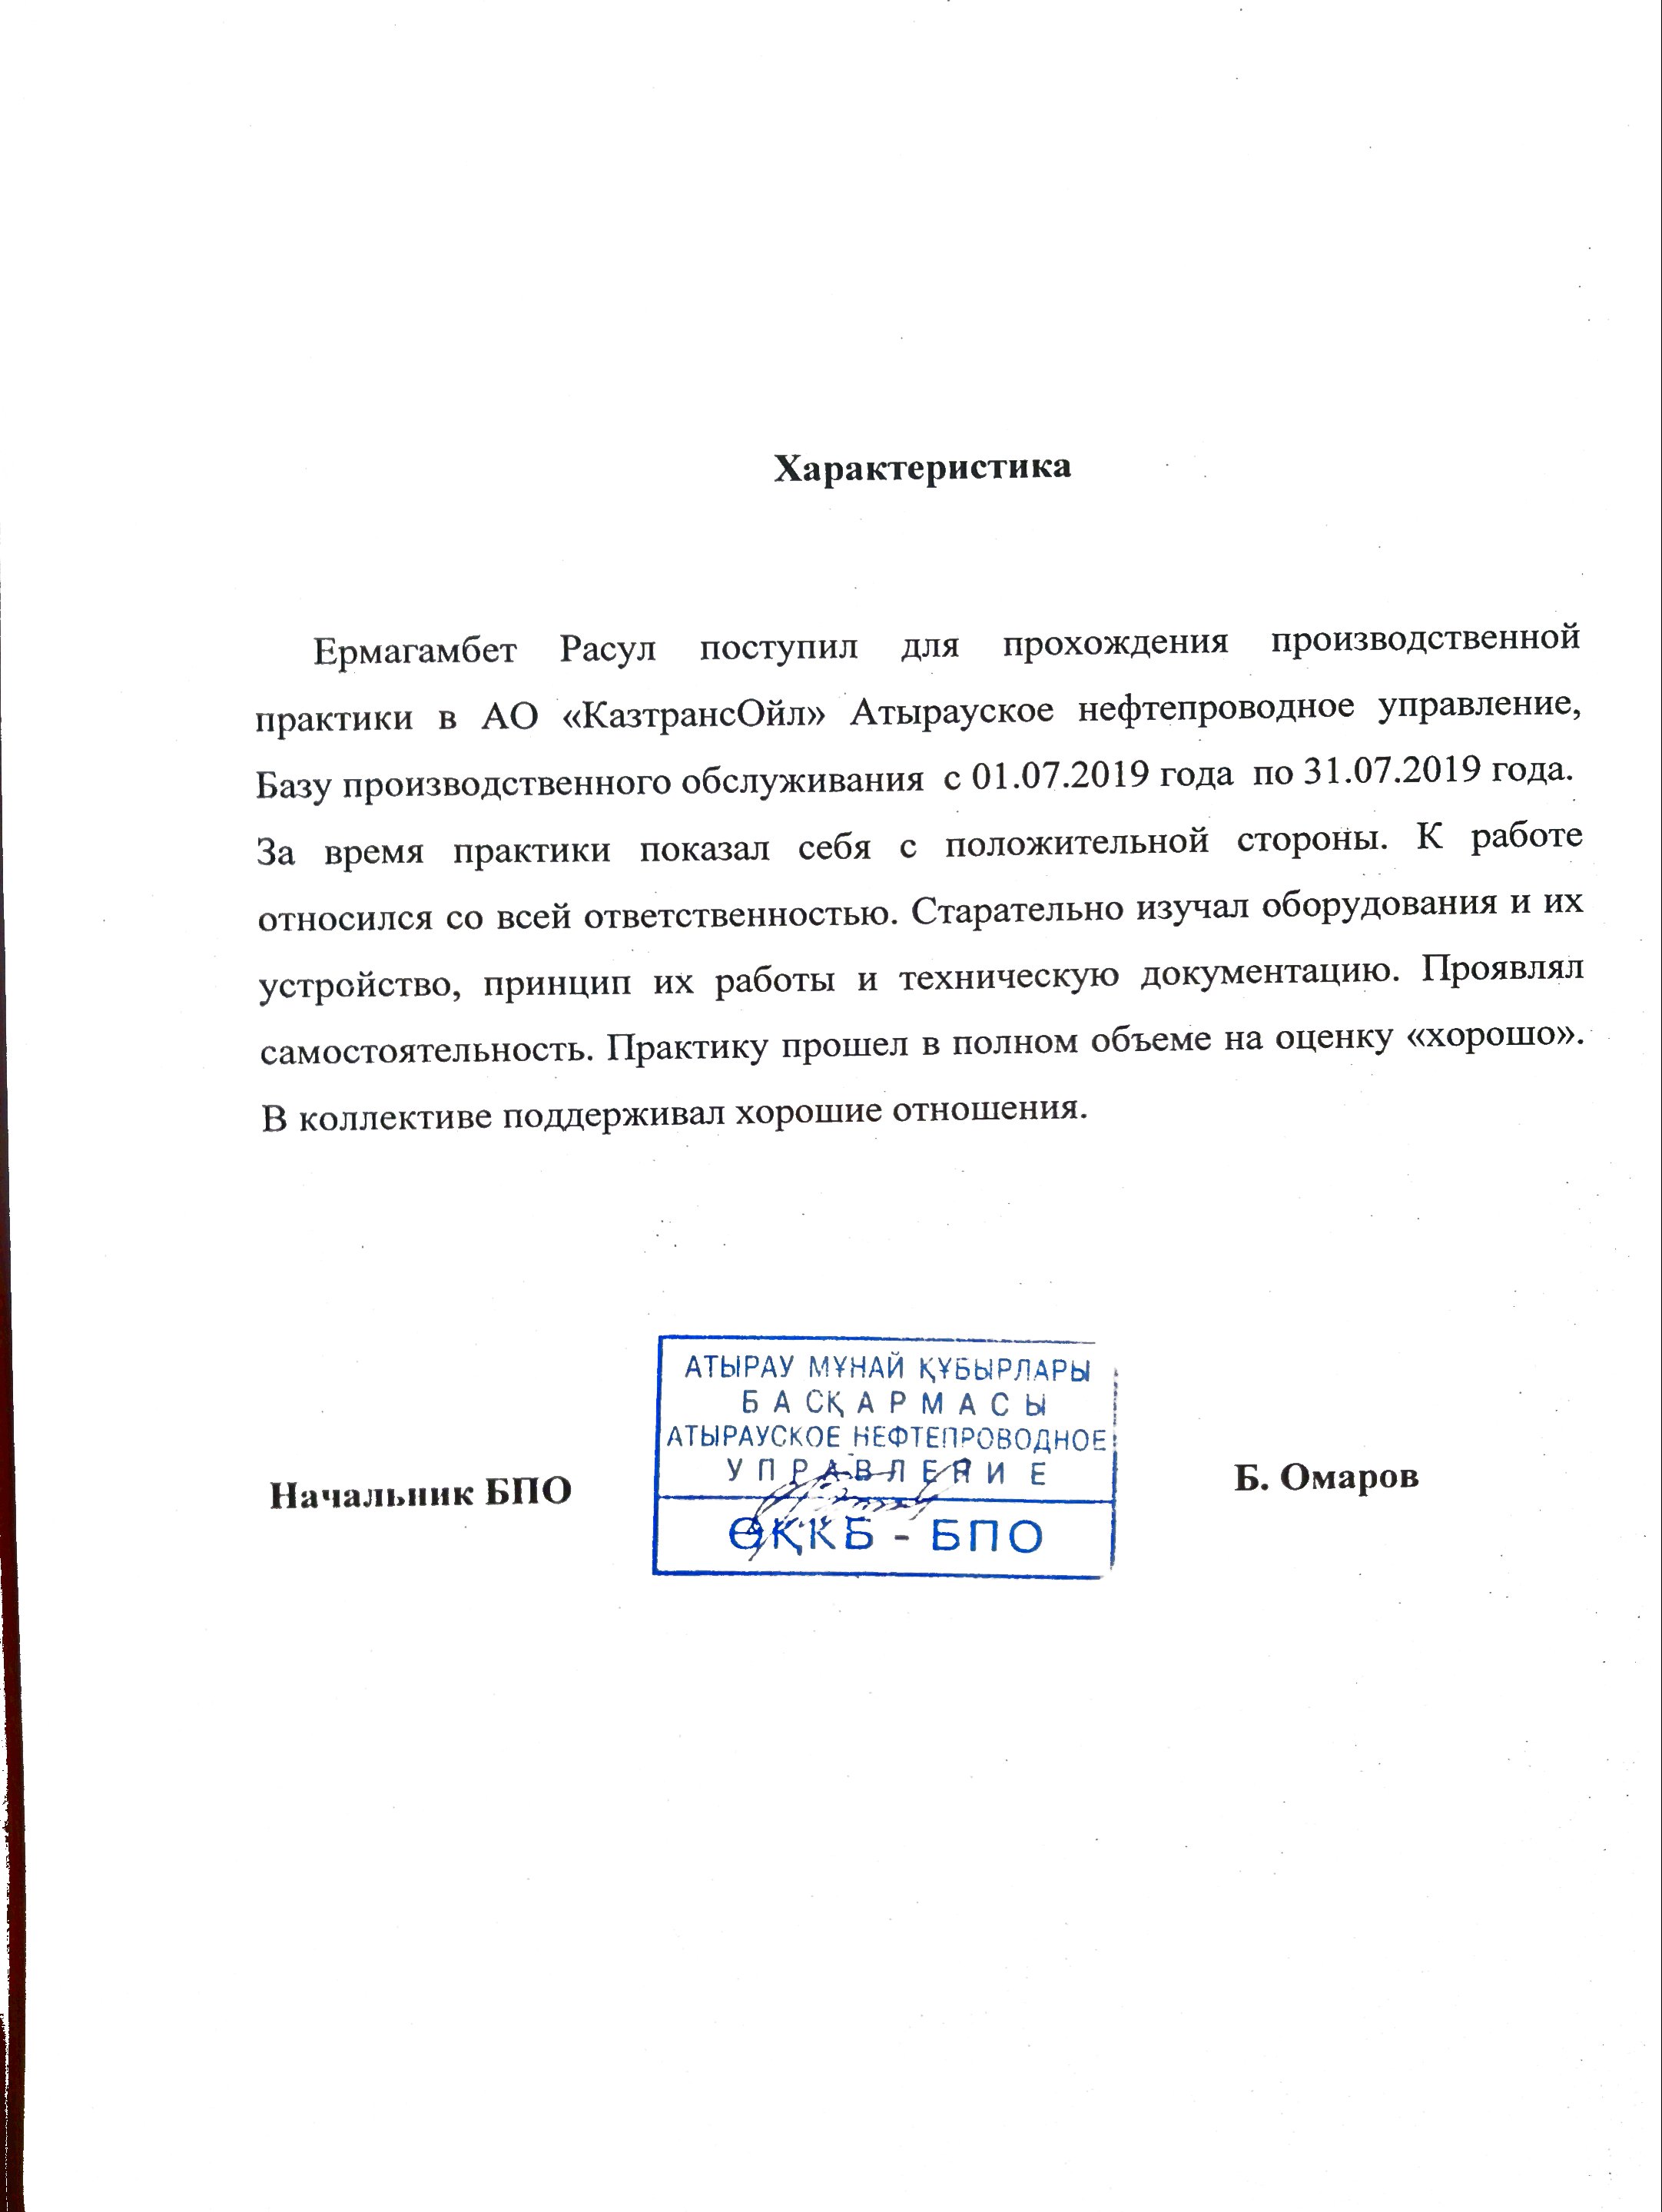 Характеристика
Ермагамбет Расул поступил для прохождения производственной
практики в АО «КазтрансОйл» Атырауское нефтепроводное управление,
Базу производственного обслуживания с 01.07.2019 года по 31.07.2019 года.
За время практики показал себя с положительной стороны. К работе
относился со всей ответственностью. Старательно изучал оборудования и их
устройство, принцип их работы и техническую документацию. Проявлял
самостоятельность. Практику прошел в полном объеме на оценку «хорошо».
В коллективе поддерживал хорошие отношения.
АТЫРАУ МҰНАЙ ҚҰБЫРЛАРЫ
БАСҚАРМАСЫ
АТЫРАУСКОЕ НЕФТЕПРОВОДНОЕ
УПРАВЛЕНИЕ
ӨҚКБ - БПО
Начальник БПО
Б. Омаров